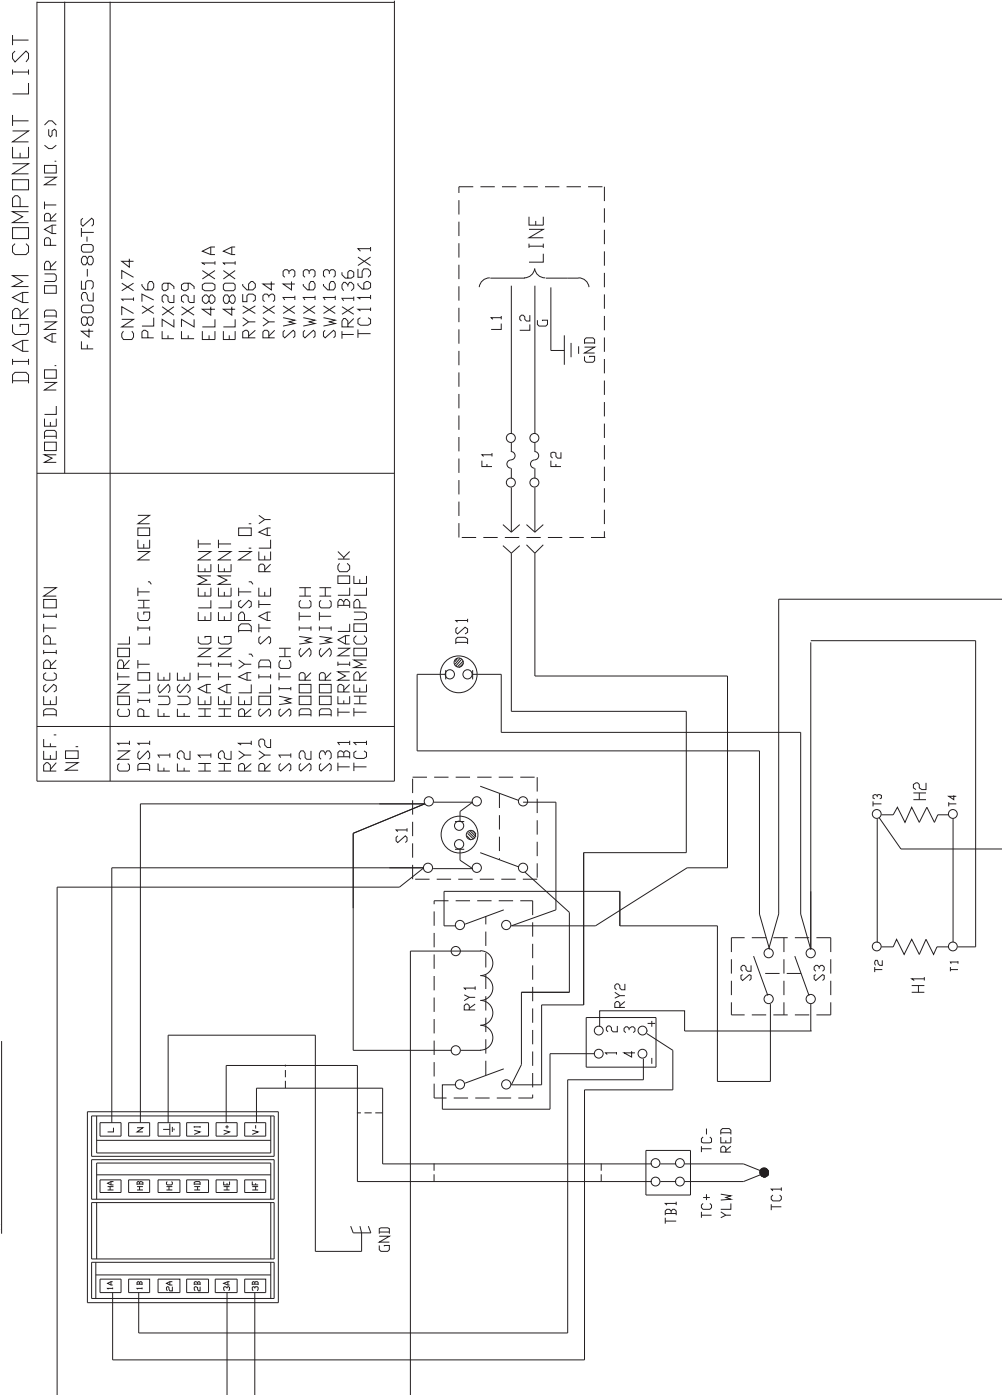 DIAGRAM COMPONENT LIST
REF. NO. DESCRIPTION MODEL NO. AND OUR PART NO. (s)
F48025-80-TS
CN1 CONTROL CN71X74
DS1 PILOT LIGHT, NEON PLX76
F1 FUSE FZX29
F2 FUSE FZX29
H1 HEATING ELEMENT EL480X1A
H2 HEATING ELEMENT EL480X1A
RY1 RELAY, DPST, N. O. RYX56
RY2 SOLID STATE RELAY RYX34
S1 SWITCH SWX143
S2 DOOR SWITCH SWX163
S3 DOOR SWITCH SWX163
TB1 TERMINAL BLOCK TRX136
TC1 THERMOCOUPLE TC1165X1
1A
1B
2A
2B
3A
3B
HA
HB
HC
HD
HE
HF
L
N
VI
V+
V-
GND
S1
DS1
F1
F2
L1
L2
G
GND
LINE
RY1
RY2
1
2
3
4
+
-
TB1
TC+
YLW
TC-
RED
TC1
S2
S3
T2
T3
H1
H2
T1
T4